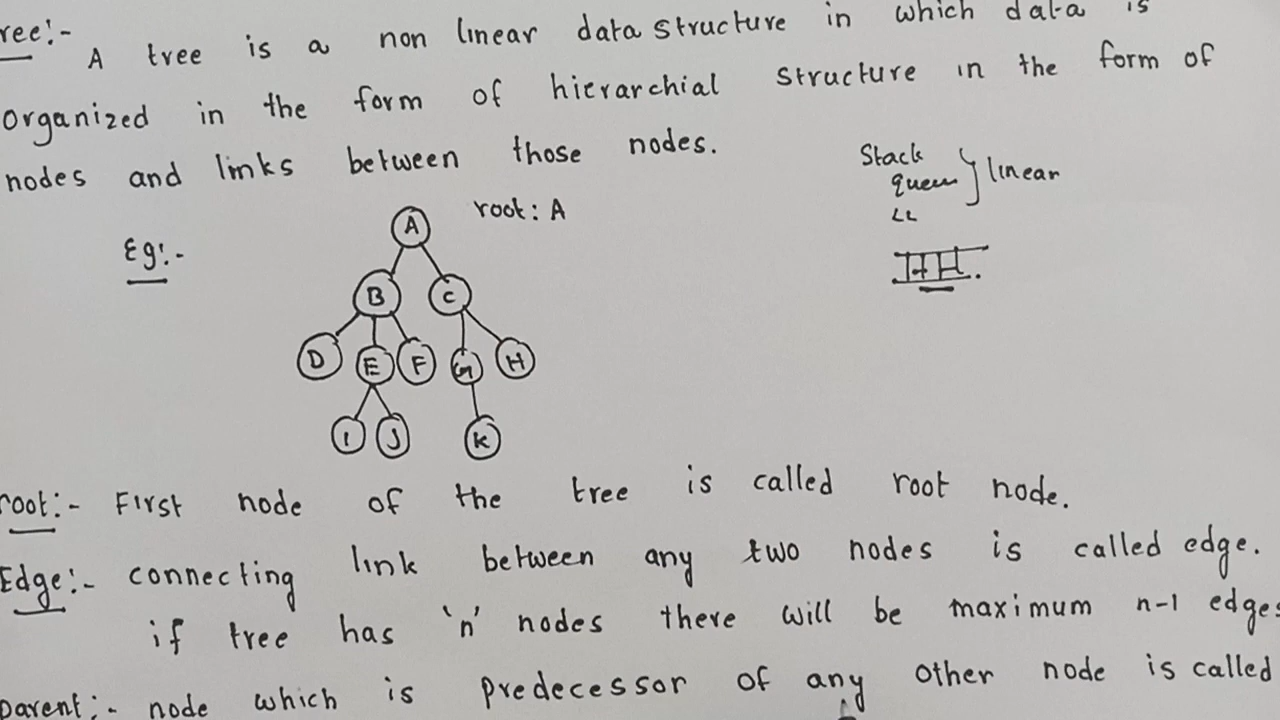 ree:-
A tree is a non linear data structure in which data is
organized in the form of hierarchial structure in the form of
nodes and links between those nodes.
Stack
queue
LL
} linear
Eg:-
root: A
A
B C
D E F G H
I J K
root:- First node of the tree is called root node.
Edge:- connecting link between any two nodes is called edge.
if tree has 'n' nodes there will be maximum n-1 edges
parent:- node which is predecessor of any other node is called